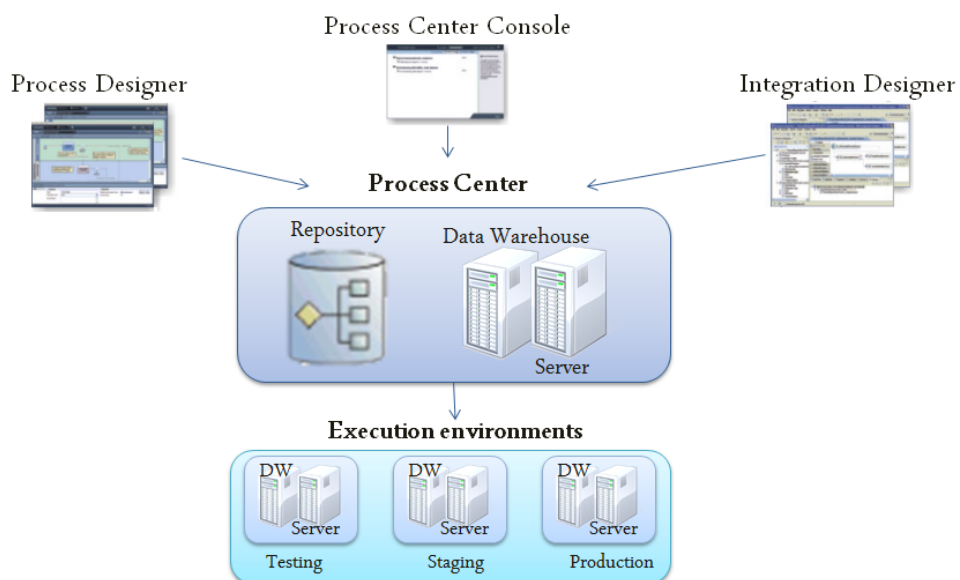 Process Center Console
Process Designer
Integration Designer
Process Center
Repository
Data Warehouse
Server
Execution environments
DW
Server
Testing
DW
Server
Staging
DW
Server
Production